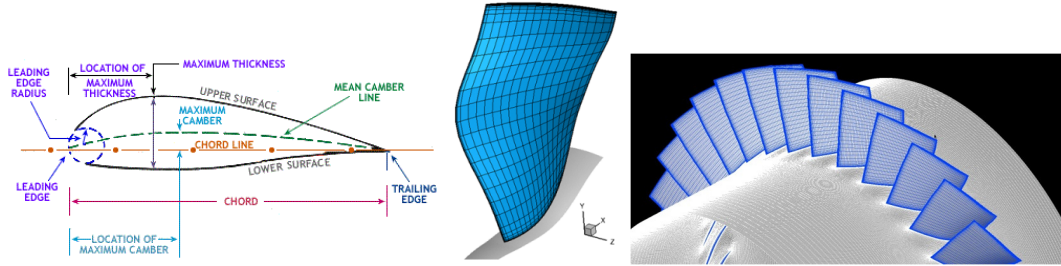 LOCATION OF
MAXIMUM
THICKNESS
MAXIMUM THICKNESS
LEADING
EDGE
RADIUS
UPPER SURFACE
MEAN CAMBER
LINE
MAXIMUM
CAMBER
CHORD LINE
LOWER SURFACE
LEADING
EDGE
TRAILING
EDGE
CHORD
LOCATION OF
MAXIMUM CAMBER
Y
X
Z